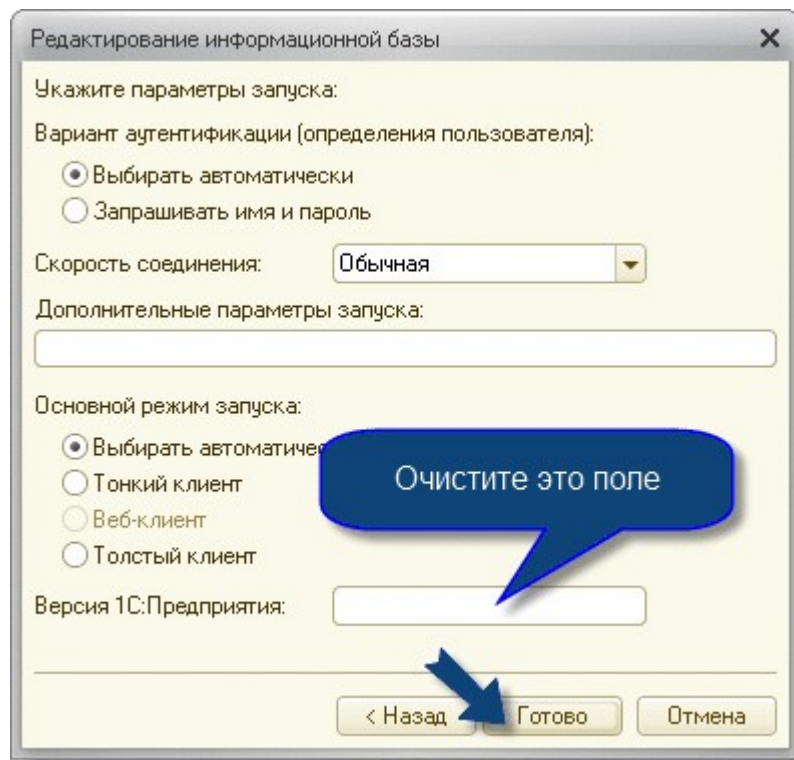 Редактирование информационной базы
Укажите параметры запуска:
Вариант аутентификации (определения пользователя):
Выбирать автоматически
Запрашивать имя и пароль
Скорость соединения: Обычная
Дополнительные параметры запуска:
Основной режим запуска:
Выбирать автоматичес
Очистите это поле
Тонкий клиент
Веб-клиент
Толстый клиент
Версия 1С:Предприятия:
< Назад Готово Отмена